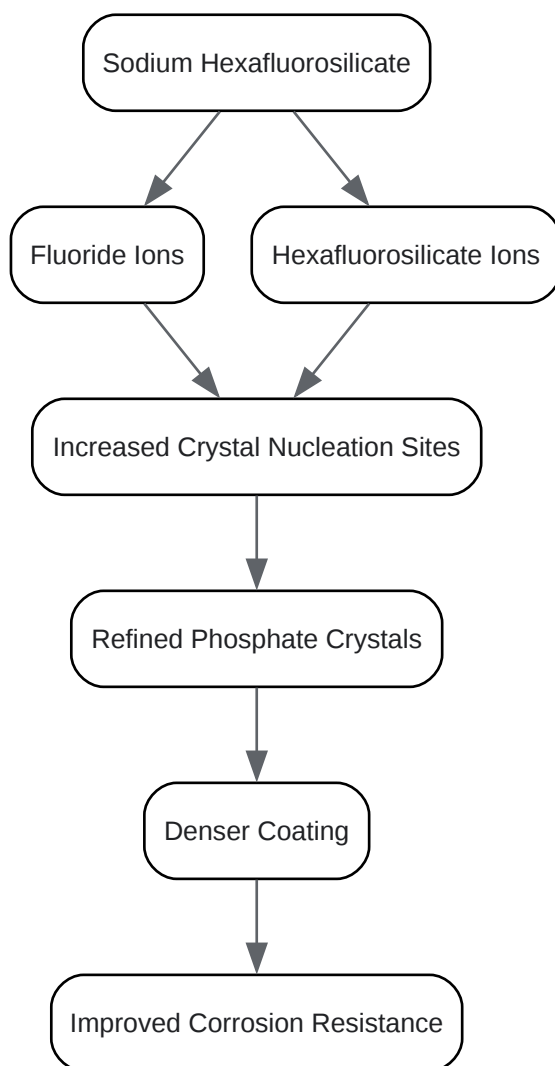 Sodium Hexafluorosilicate
Fluoride Ions
Hexafluorosilicate Ions
Increased Crystal Nucleation Sites
Refined Phosphate Crystals
Denser Coating
Improved Corrosion Resistance